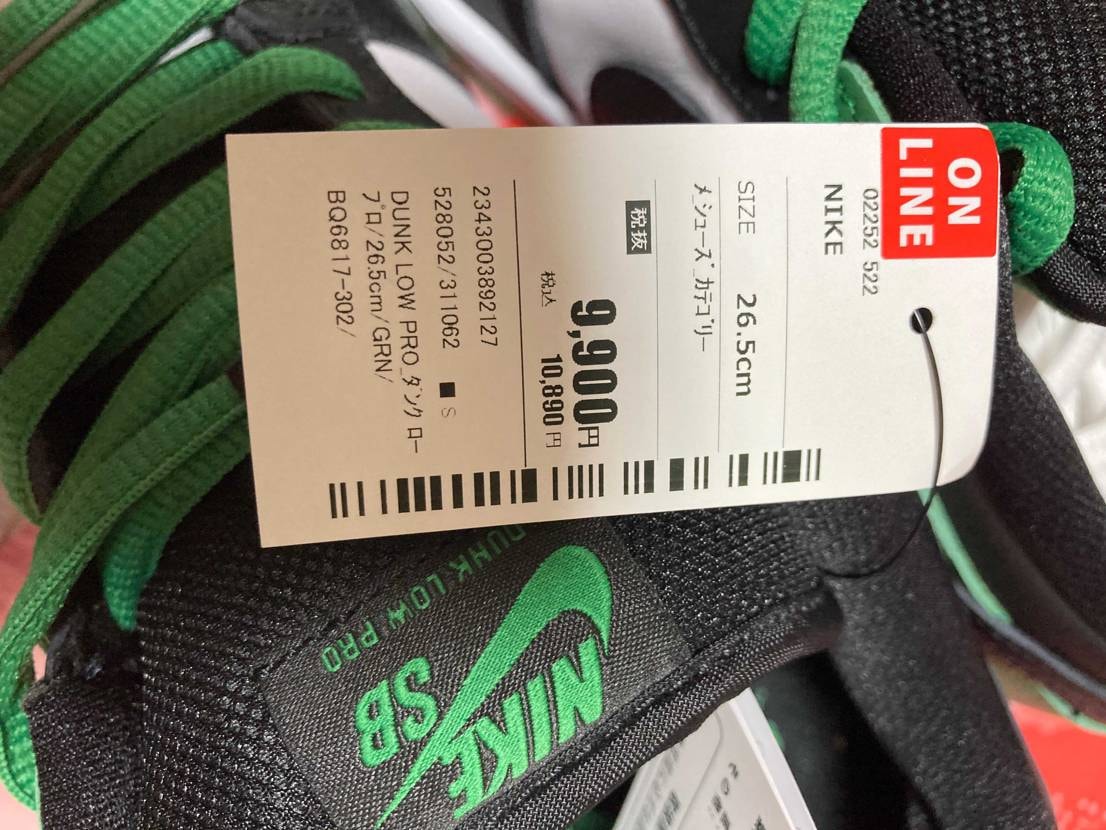 ON
LINE
02252 522
NIKE
SIZE 26.5cm
ﾒ_ｼｭｰｽﾞ_ｶﾃｺﾞﾘｰ
税抜
9,900円
税込 10,890円
2343003892127
528052/311062 ■ S
DUNK LOW PRO_ﾀﾞﾝｸ ﾛｰ
ﾌﾟﾛ/26.5cm/GRN/
BQ6817-302/
DUNK LOW PRO
NIKE
SB